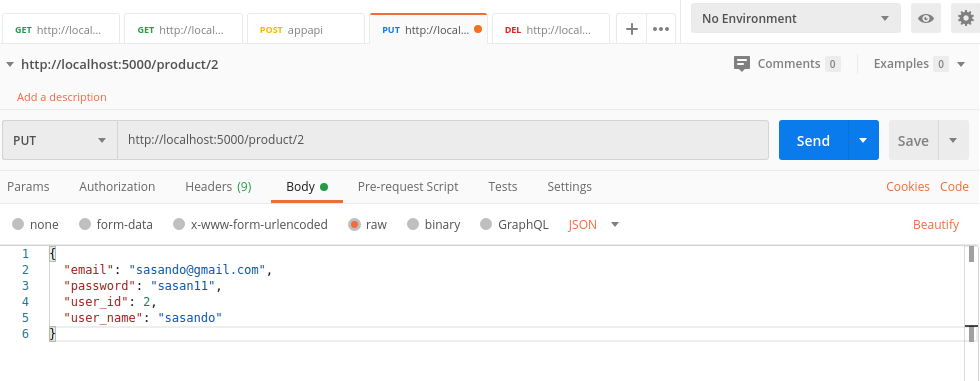 GET http://local...
GET http://local...
POST appapi
PUT http://local...
DEL http://local...
No Environment
http://localhost:5000/product/2
Comments 0
Examples 0
Add a description
PUT
http://localhost:5000/product/2
Send
Save
Params
Authorization
Headers (9)
Body
Pre-request Script
Tests
Settings
Cookies
Code
none
form-data
x-www-form-urlencoded
raw
binary
GraphQL
JSON
Beautify
1 {
2 "email": "sasando@gmail.com",
3 "password": "sasan11",
4 "user_id": 2,
5 "user_name": "sasando"
6 }